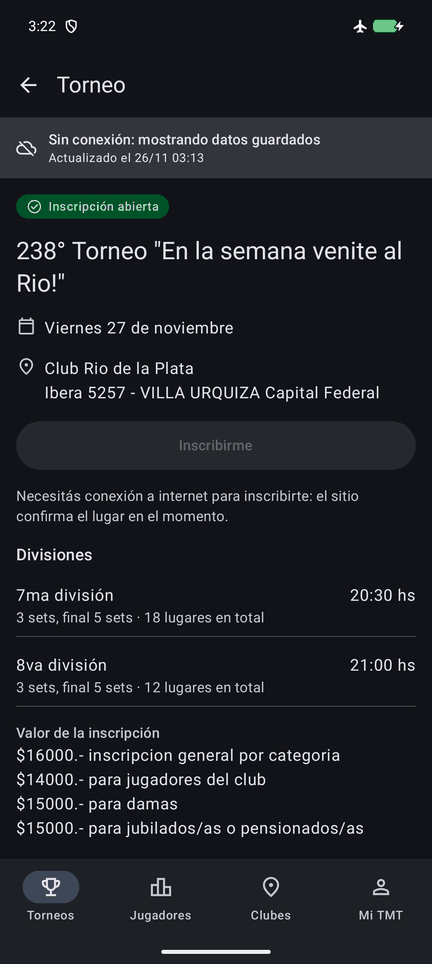 3:22
Torneo
Sin conexión: mostrando datos guardados
Actualizado el 26/11 03:13
Inscripción abierta
238° Torneo "En la semana venite al
Rio!"
Viernes 27 de noviembre
Club Rio de la Plata
Ibera 5257 - VILLA URQUIZA Capital Federal
Inscribirme
Necesitás conexión a internet para inscribirte: el sitio
confirma el lugar en el momento.
Divisiones
7ma división 20:30 hs
3 sets, final 5 sets · 18 lugares en total
8va división 21:00 hs
3 sets, final 5 sets · 12 lugares en total
Valor de la inscripción
$16000.- inscripcion general por categoria
$14000.- para jugadores del club
$15000.- para damas
$15000.- para jubilados/as o pensionados/as
Torneos Jugadores Clubes Mi TMT